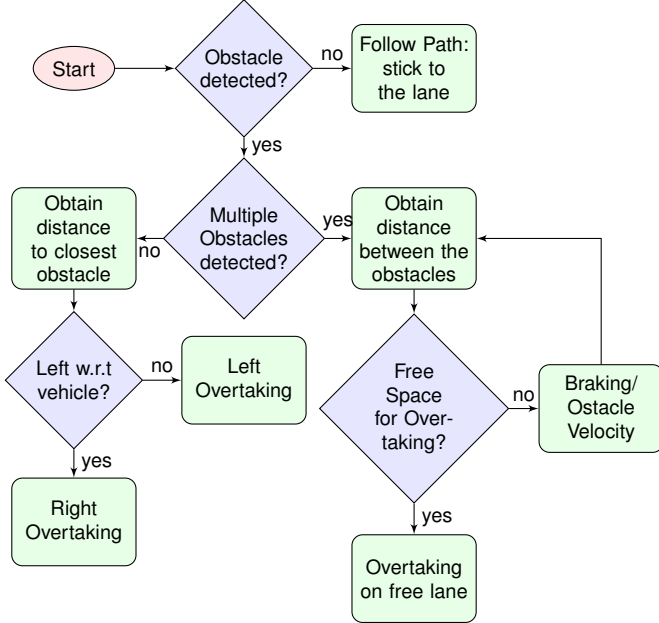 Start
Obstacle
detected?
no
Follow Path:
stick to
the lane
yes
Obtain
distance
to closest
obstacle
no
Multiple
Obstacles
detected?
yes
Obtain
distance
between the
obstacles
Left w.r.t
vehicle?
no
Left
Overtaking
yes
Right
Overtaking
Free
Space
for Over-
taking?
no
Braking/
Ostacle
Velocity
yes
Overtaking
on free lane